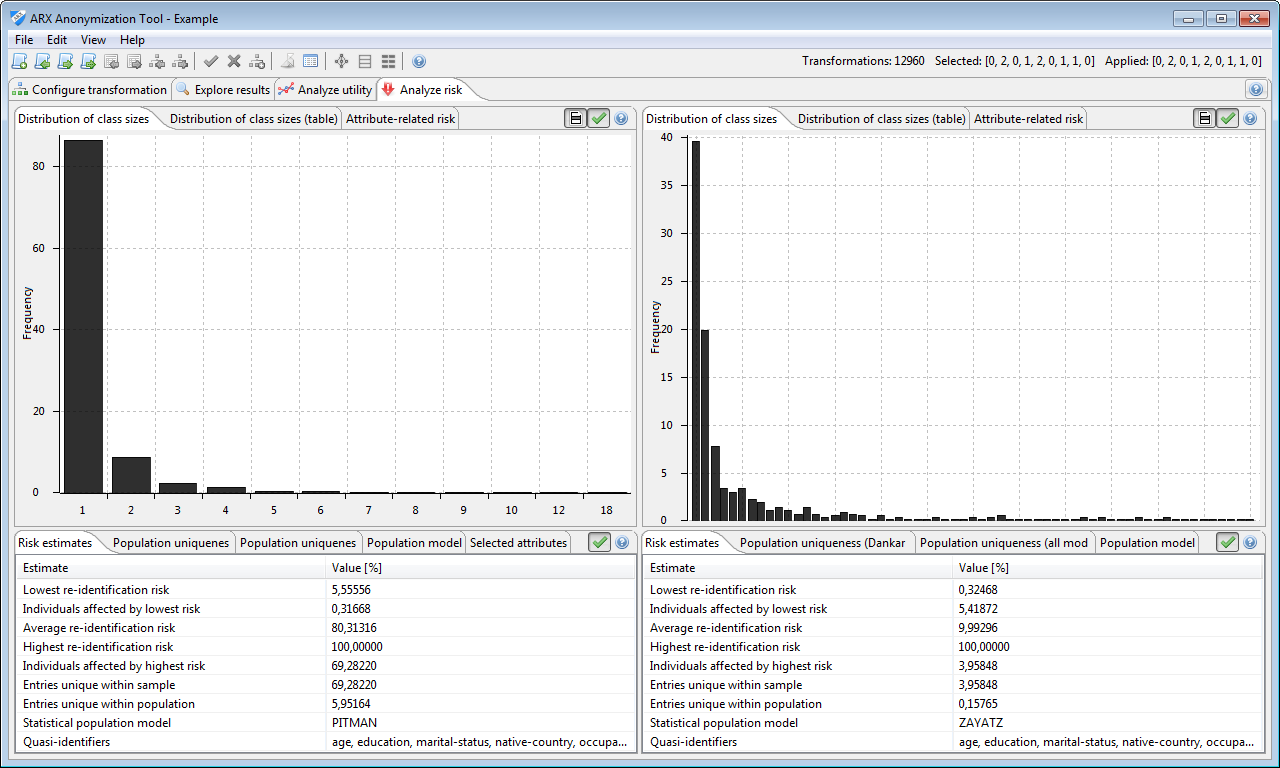 ARX Anonymization Tool - Example
File Edit View Help
Transformations: 12960 Selected: [0, 2, 0, 1, 2, 0, 1, 1, 0] Applied: [0, 2, 0, 1, 2, 0, 1, 1, 0]
Configure transformation Explore results Analyze utility Analyze risk
Distribution of class sizes Distribution of class sizes (table) Attribute-related risk
80
60
40
20
0
Frequency
1 2 3 4 5 6 7 8 9 10 12 18
Distribution of class sizes Distribution of class sizes (table) Attribute-related risk
40
35
30
25
20
15
10
5
0
Frequency
Risk estimates Population uniquenes Population uniquenes Population model Selected attributes
Estimate Value [%]
Lowest re-identification risk 5,55556
Individuals affected by lowest risk 0,31668
Average re-identification risk 80,31316
Highest re-identification risk 100,00000
Individuals affected by highest risk 69,28220
Entries unique within sample 69,28220
Entries unique within population 5,95164
Statistical population model PITMAN
Quasi-identifiers age, education, marital-status, native-country, occupa...
Risk estimates Population uniqueness (Dankar Population uniqueness (all mod Population model
Estimate Value [%]
Lowest re-identification risk 0,32468
Individuals affected by lowest risk 5,41872
Average re-identification risk 9,99296
Highest re-identification risk 100,00000
Individuals affected by highest risk 3,95848
Entries unique within sample 3,95848
Entries unique within population 0,15765
Statistical population model ZAYATZ
Quasi-identifiers age, education, marital-status, native-country, occupa...